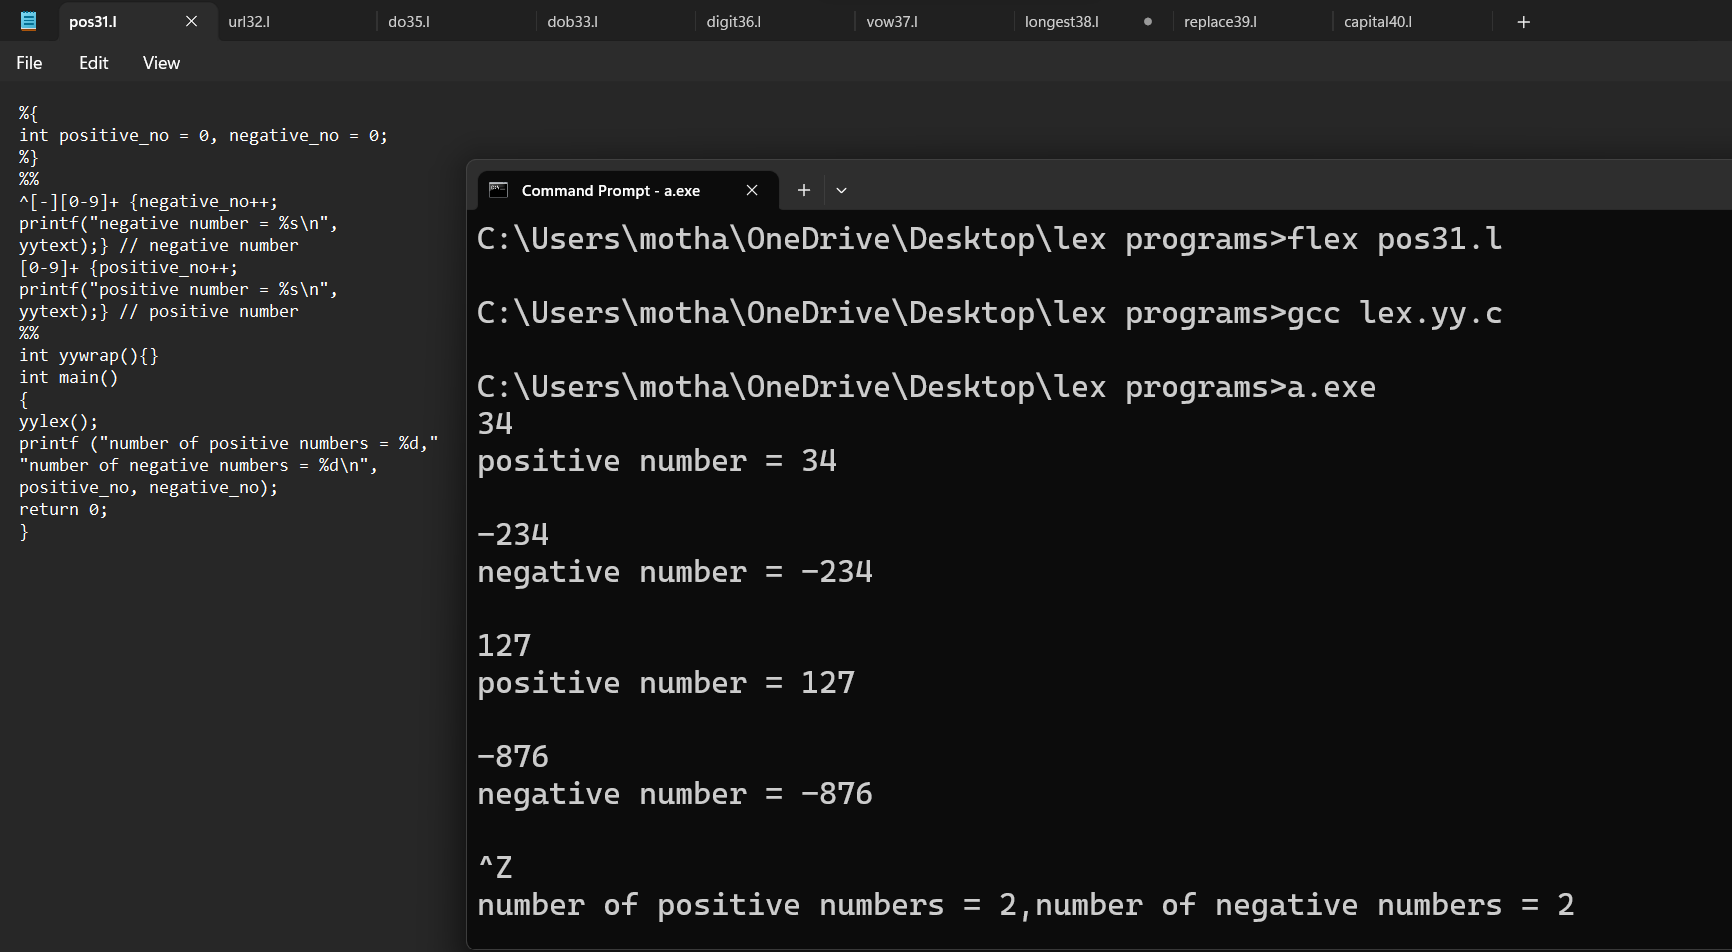 pos31.l
url32.l
do35.l
dob33.l
digit36.l
vow37.l
longest38.l
replace39.l
capital40.l
File Edit View
%{
int positive_no = 0, negative_no = 0;
%}
%%
^[-][0-9]+ {negative_no++;
printf("negative number = %s\n",
yytext);} // negative number
[0-9]+ {positive_no++;
printf("positive number = %s\n",
yytext);} // positive number
%%
int yywrap(){}
int main()
{
yylex();
printf ("number of positive numbers = %d,"
"number of negative numbers = %d\n",
positive_no, negative_no);
return 0;
}
Command Prompt - a.exe
C:\Users\motha\OneDrive\Desktop\lex programs>flex pos31.l
C:\Users\motha\OneDrive\Desktop\lex programs>gcc lex.yy.c
C:\Users\motha\OneDrive\Desktop\lex programs>a.exe
34
positive number = 34
-234
negative number = -234
127
positive number = 127
-876
negative number = -876
^Z
number of positive numbers = 2,number of negative numbers = 2